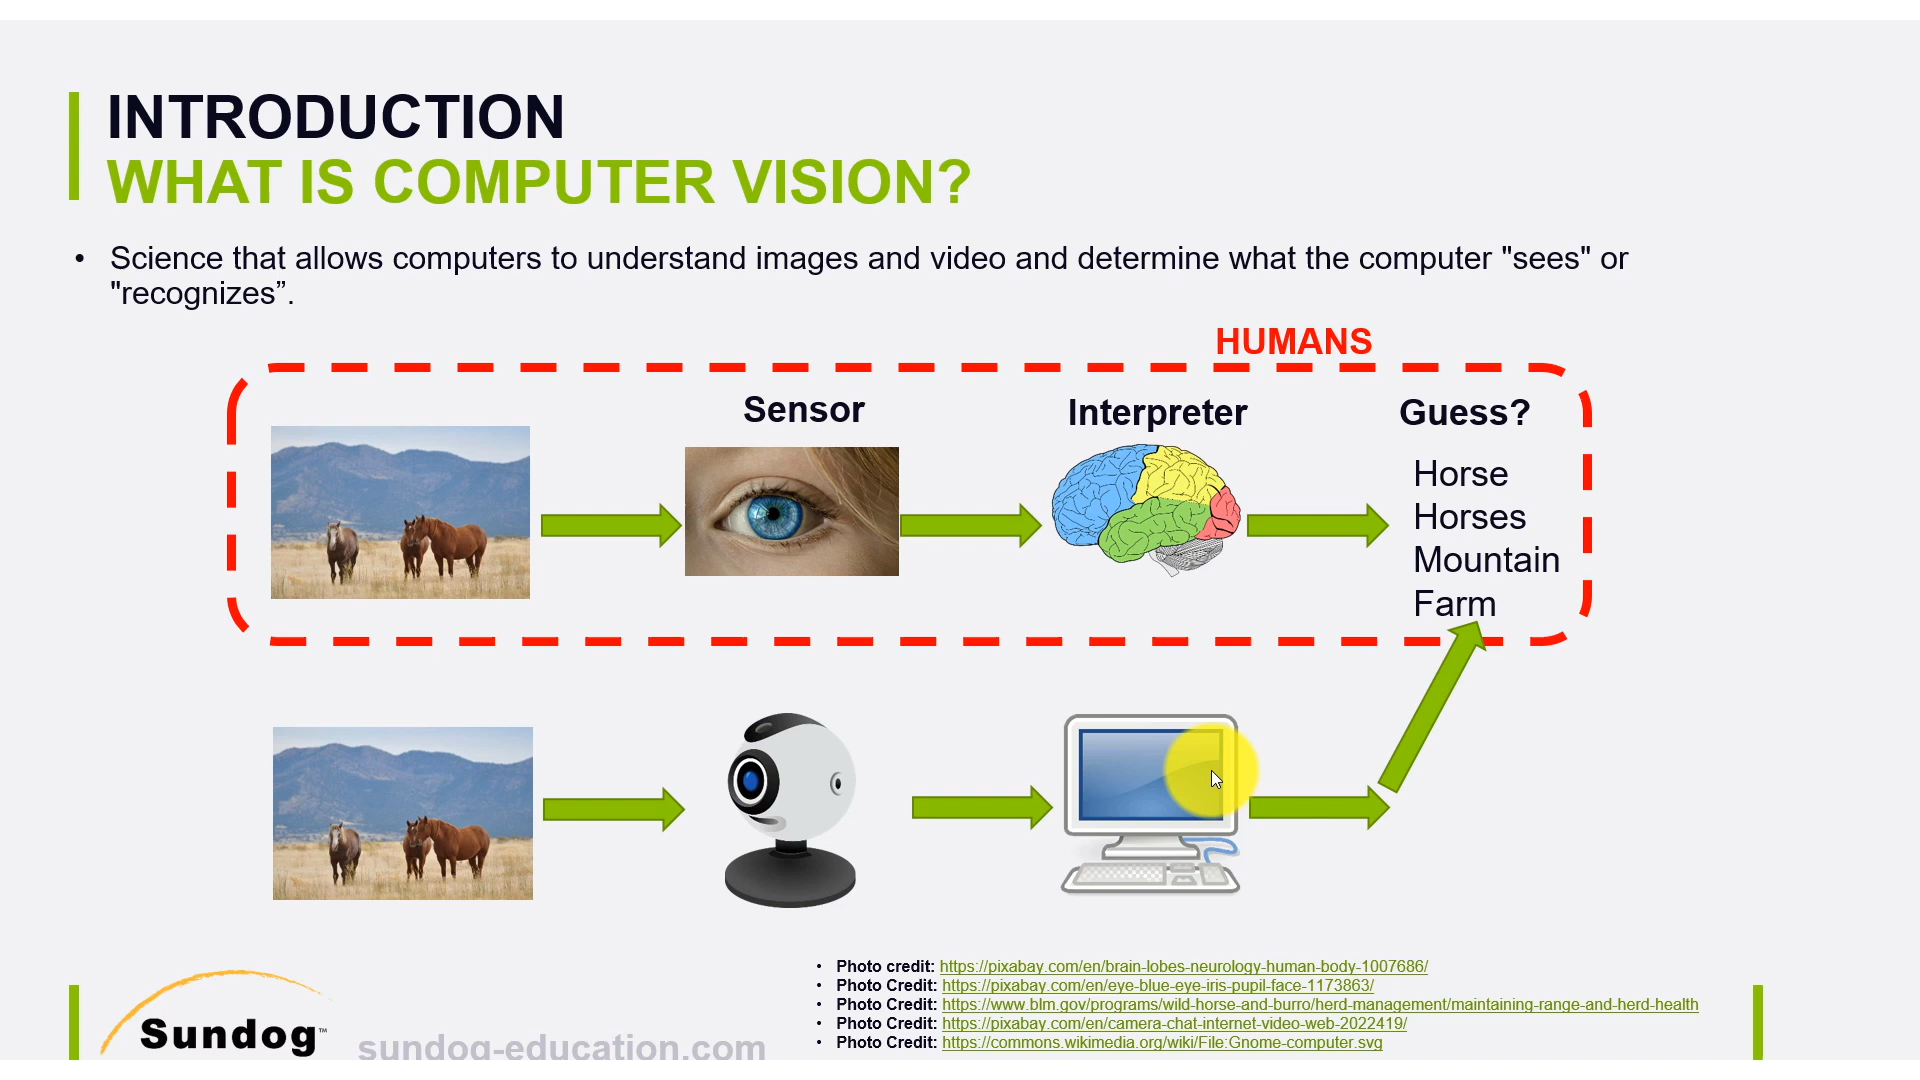 INTRODUCTION
WHAT IS COMPUTER VISION?
• Science that allows computers to understand images and video and determine what the computer "sees" or
"recognizes”.
HUMANS
Sensor
Interpreter
Guess?
Horse
Horses
Mountain
Farm
• Photo credit: https://pixabay.com/en/brain-lobes-neurology-human-body-1007686/
• Photo Credit: https://pixabay.com/en/eye-blue-eye-iris-pupil-face-1173863/
• Photo Credit: https://www.blm.gov/programs/wild-horse-and-burro/herd-management/maintaining-range-and-herd-health
• Photo Credit: https://pixabay.com/en/camera-chat-internet-video-web-2022419/
• Photo Credit: https://commons.wikimedia.org/wiki/File:Gnome-computer.svg
Sundog™
sundog-education.com